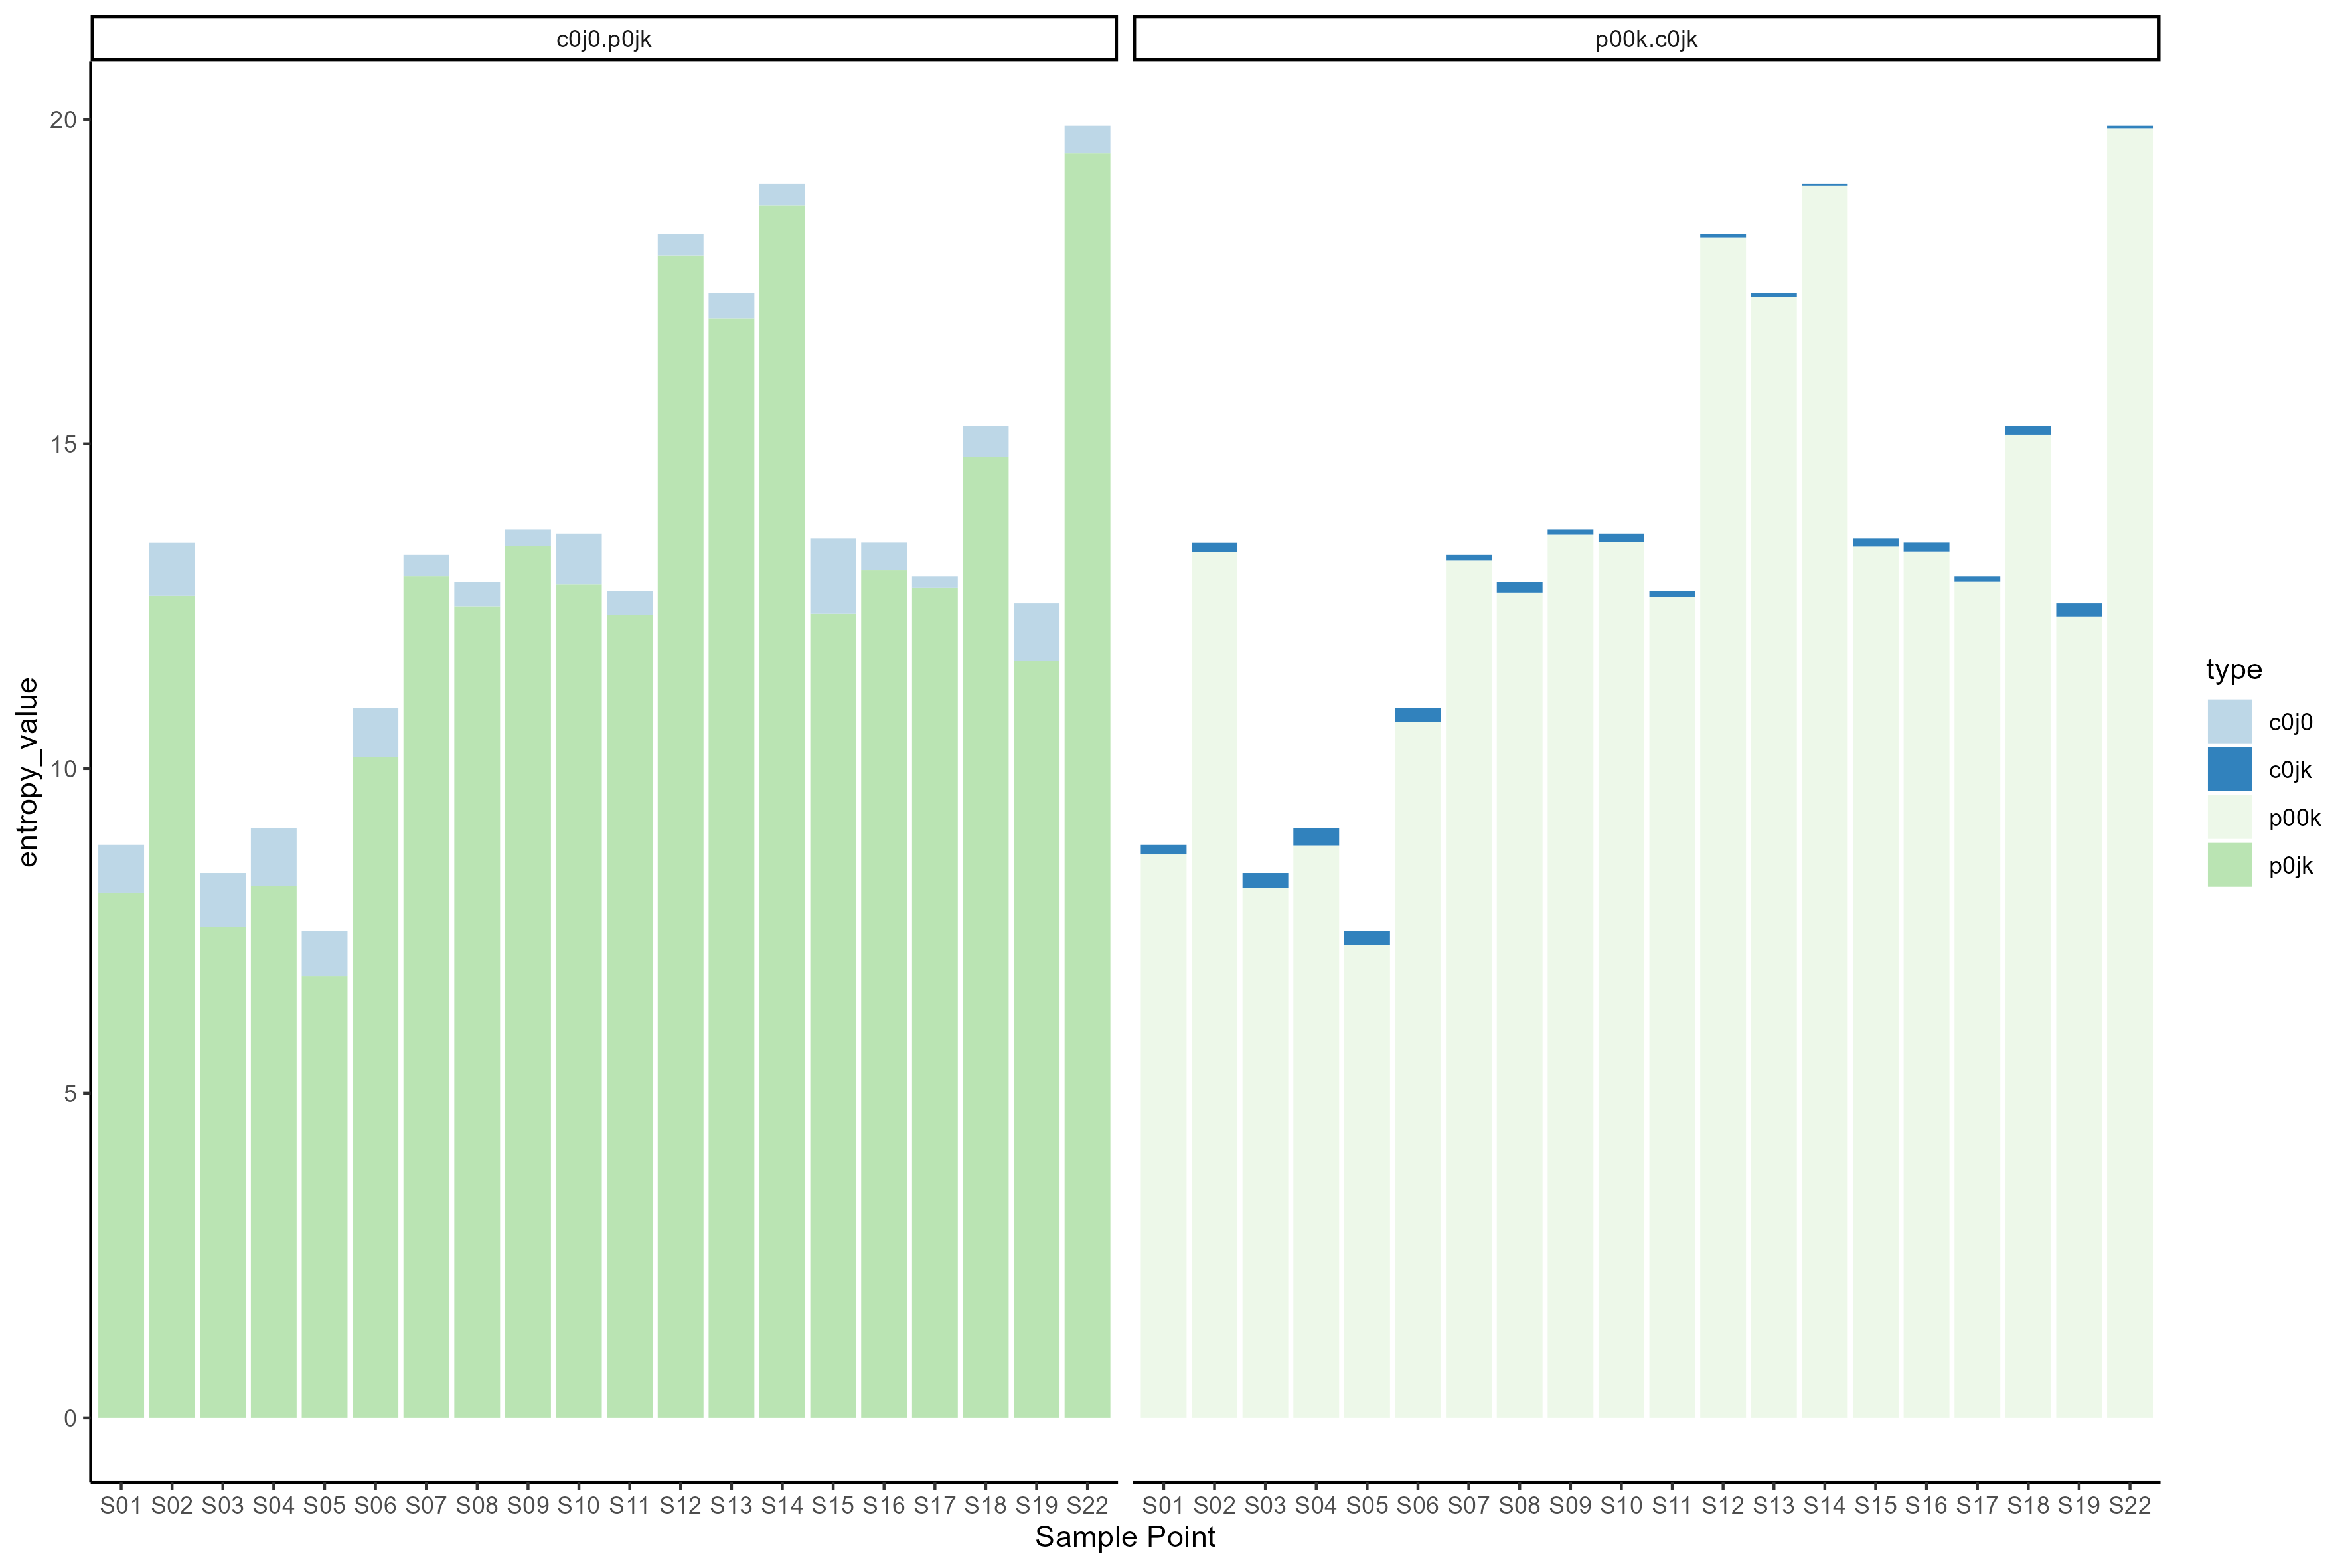 c0j0.p0jk p00k.c0jk
20
15
10
5
0
entropy_value
S01 S02 S03 S04 S05 S06 S07 S08 S09 S10 S11 S12 S13 S14 S15 S16 S17 S18 S19 S22 S01 S02 S03 S04 S05 S06 S07 S08 S09 S10 S11 S12 S13 S14 S15 S16 S17 S18 S19 S22
Sample Point
type
c0j0
c0jk
p00k
p0jk